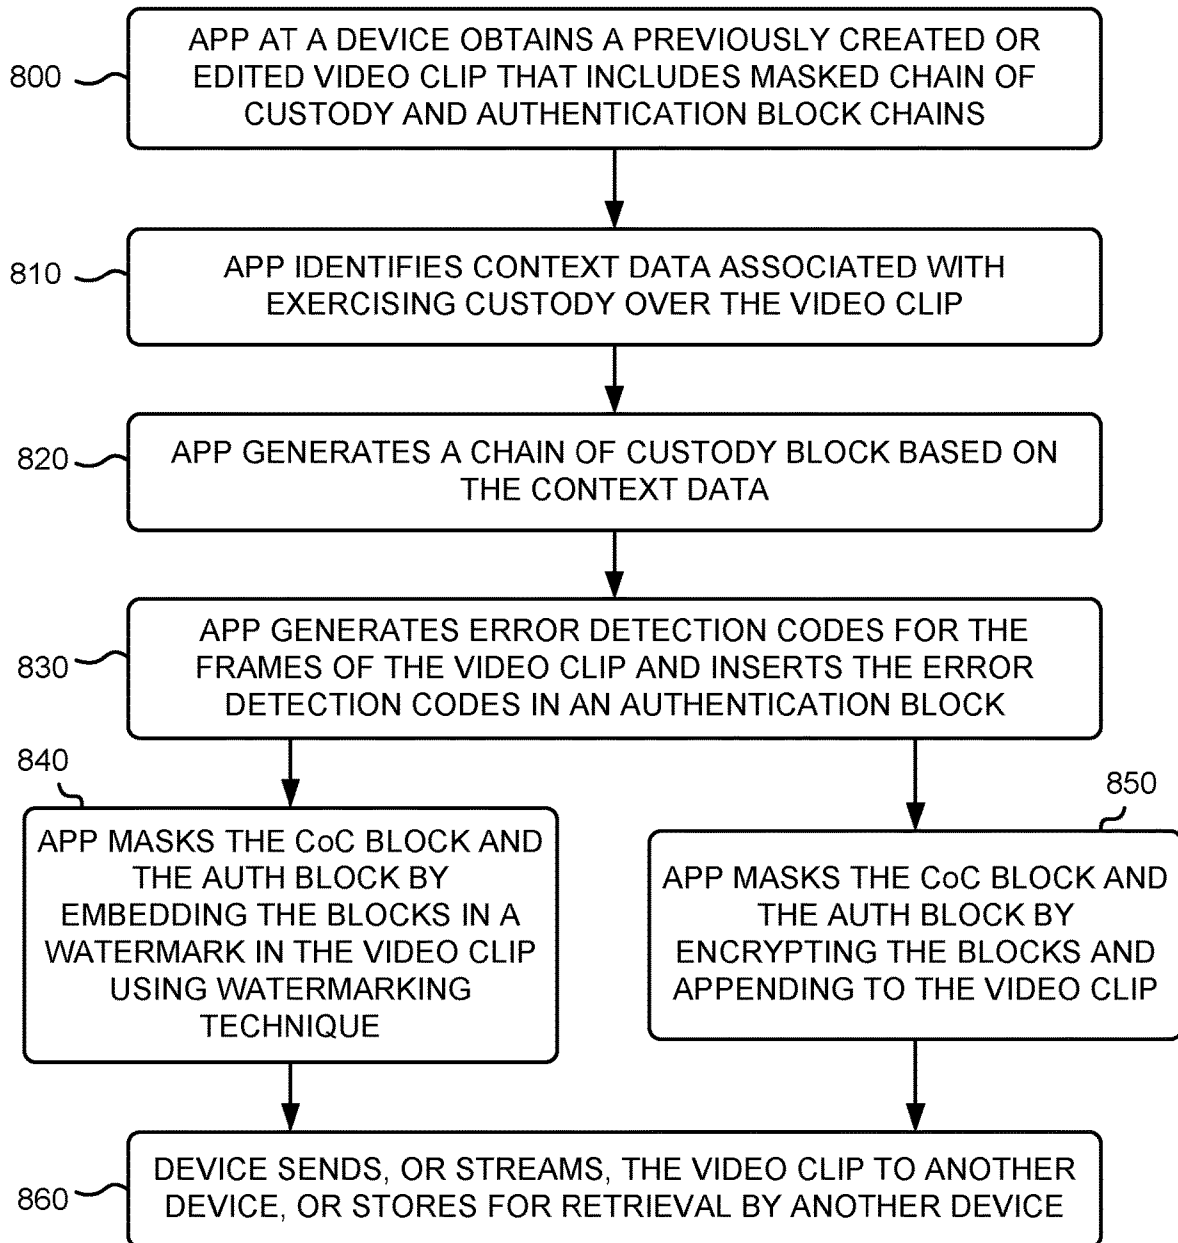 800
APP AT A DEVICE OBTAINS A PREVIOUSLY CREATED OR
EDITED VIDEO CLIP THAT INCLUDES MASKED CHAIN OF
CUSTODY AND AUTHENTICATION BLOCK CHAINS
810
APP IDENTIFIES CONTEXT DATA ASSOCIATED WITH
EXERCISING CUSTODY OVER THE VIDEO CLIP
820
APP GENERATES A CHAIN OF CUSTODY BLOCK BASED ON
THE CONTEXT DATA
830
APP GENERATES ERROR DETECTION CODES FOR THE
FRAMES OF THE VIDEO CLIP AND INSERTS THE ERROR
DETECTION CODES IN AN AUTHENTICATION BLOCK
840
APP MASKS THE CoC BLOCK AND
THE AUTH BLOCK BY
EMBEDDING THE BLOCKS IN A
WATERMARK IN THE VIDEO CLIP
USING WATERMARKING
TECHNIQUE
850
APP MASKS THE CoC BLOCK AND
THE AUTH BLOCK BY
ENCRYPTING THE BLOCKS AND
APPENDING TO THE VIDEO CLIP
860
DEVICE SENDS, OR STREAMS, THE VIDEO CLIP TO ANOTHER
DEVICE, OR STORES FOR RETRIEVAL BY ANOTHER DEVICE